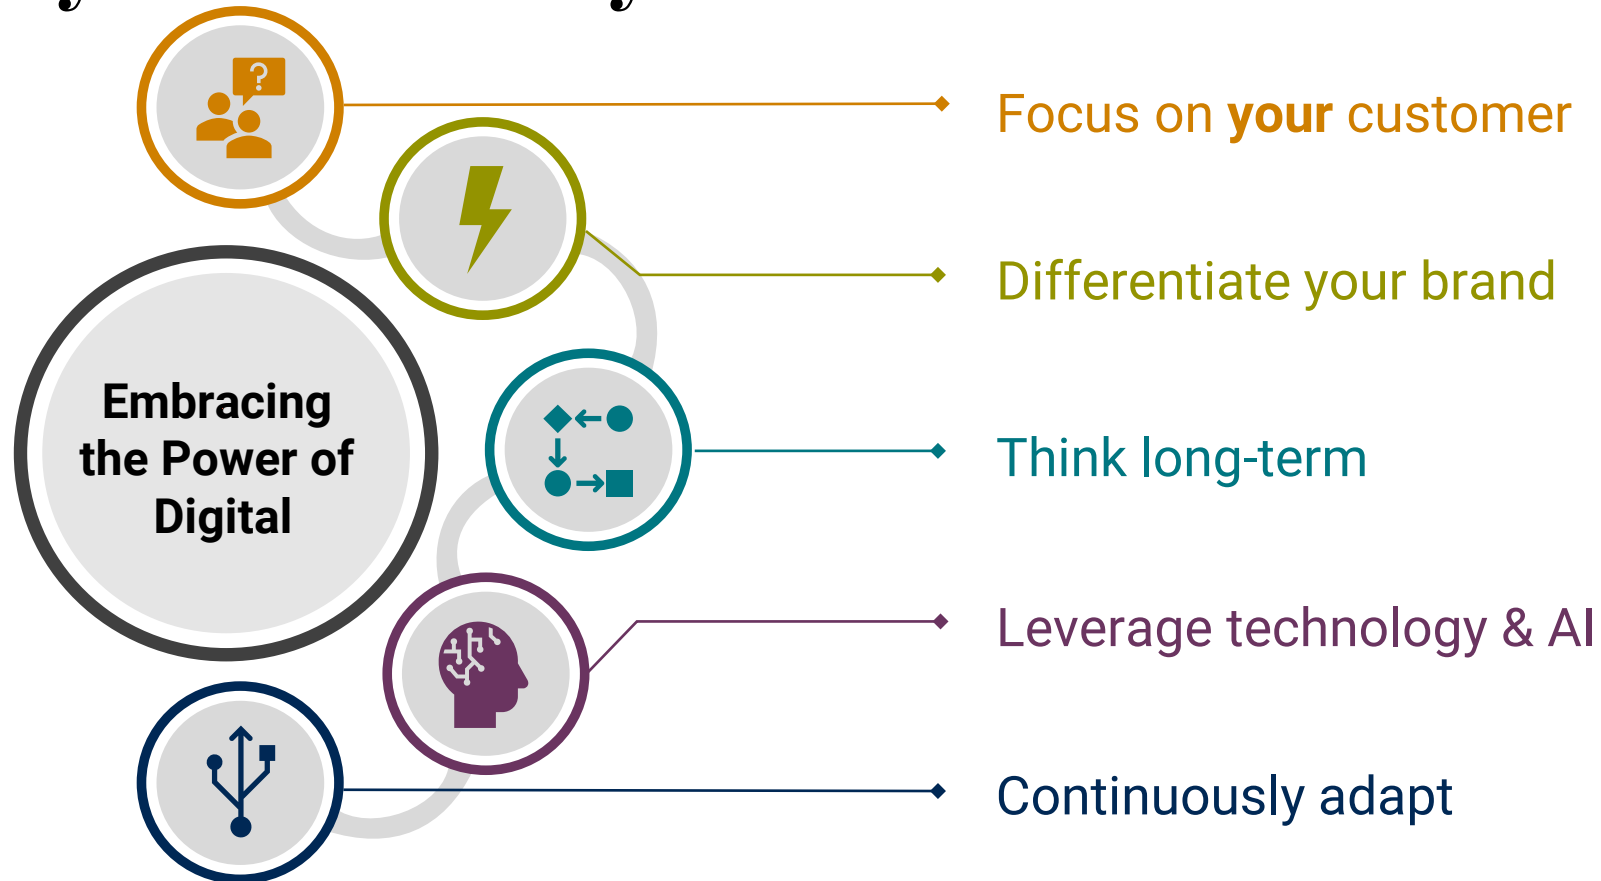 Focus on your customer
Differentiate your brand
Embracing
the Power of
Digital
Think long-term
Leverage technology & AI
Continuously adapt
?